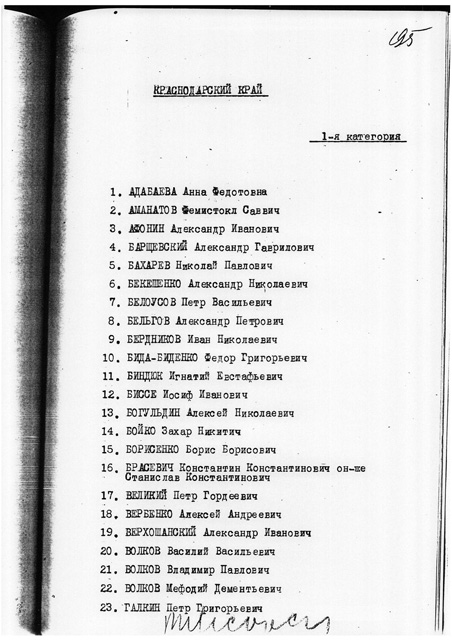 195
КРАСНОДАРСКИЙ КРАЙ
1-я категория
1. АДАБАЕВА Анна Федотовна
2. АМАНАТОВ Фемистокл Саввич
3. АФОНИН Александр Иванович
4. БАРЩЕВСКИЙ Александр Гаврилович
5. БАХАРЕВ Николай Павлович
6. БЕКЕШЕНКО Александр Николаевич
7. БЕЛОУСОВ Петр Васильевич
8. БЕЛЬГОВ Александр Петрович
9. БЕРДНИКОВ Иван Николаевич
10. БИДА-БИДЕНКО Федор Григорьевич
11. БИНДЮК Игнатий Евстафьевич
12. БИССЕ Иосиф Иванович
13. БОГУЛЬДИН Алексей Николаевич
14. БОЙКО Захар Никитич
15. БОРИСЕНКО Борис Борисович
16. БРАСЕВИЧ Константин Константинович он-ше
Станислав Константинович
17. ВЕЛИКИЙ Петр Гордеевич
18. ВЕРБЕНКО Алексей Андреевич
19. ВЕРХОШАНСКИЙ Александр Иванович
20. ВОЛКОВ Василий Васильевич
21. ВОЛКОВ Владимир Павлович
22. ВОЛКОВ Мефодий Дементьевич
23. ГАЛКИН Петр Григорьевич